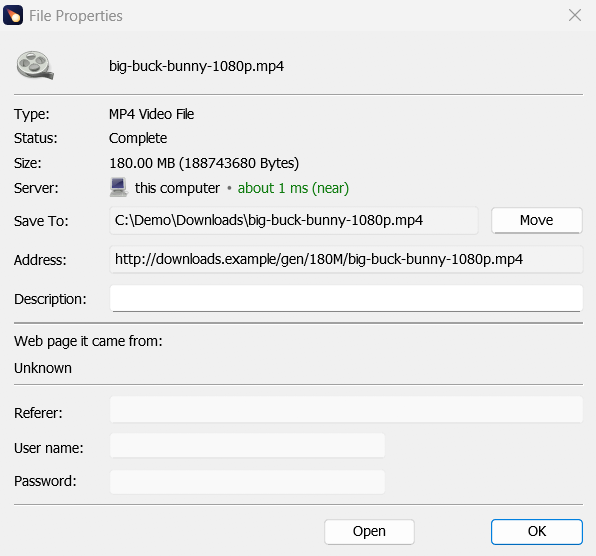 File Properties
big-buck-bunny-1080p.mp4
Type: MP4 Video File
Status: Complete
Size: 180.00 MB (188743680 Bytes)
Server: this computer • about 1 ms (near)
Save To: C:\Demo\Downloads\big-buck-bunny-1080p.mp4 Move
Address: http://downloads.example/gen/180M/big-buck-bunny-1080p.mp4
Description:
Web page it came from:
Unknown
Referer:
User name:
Password:
Open OK